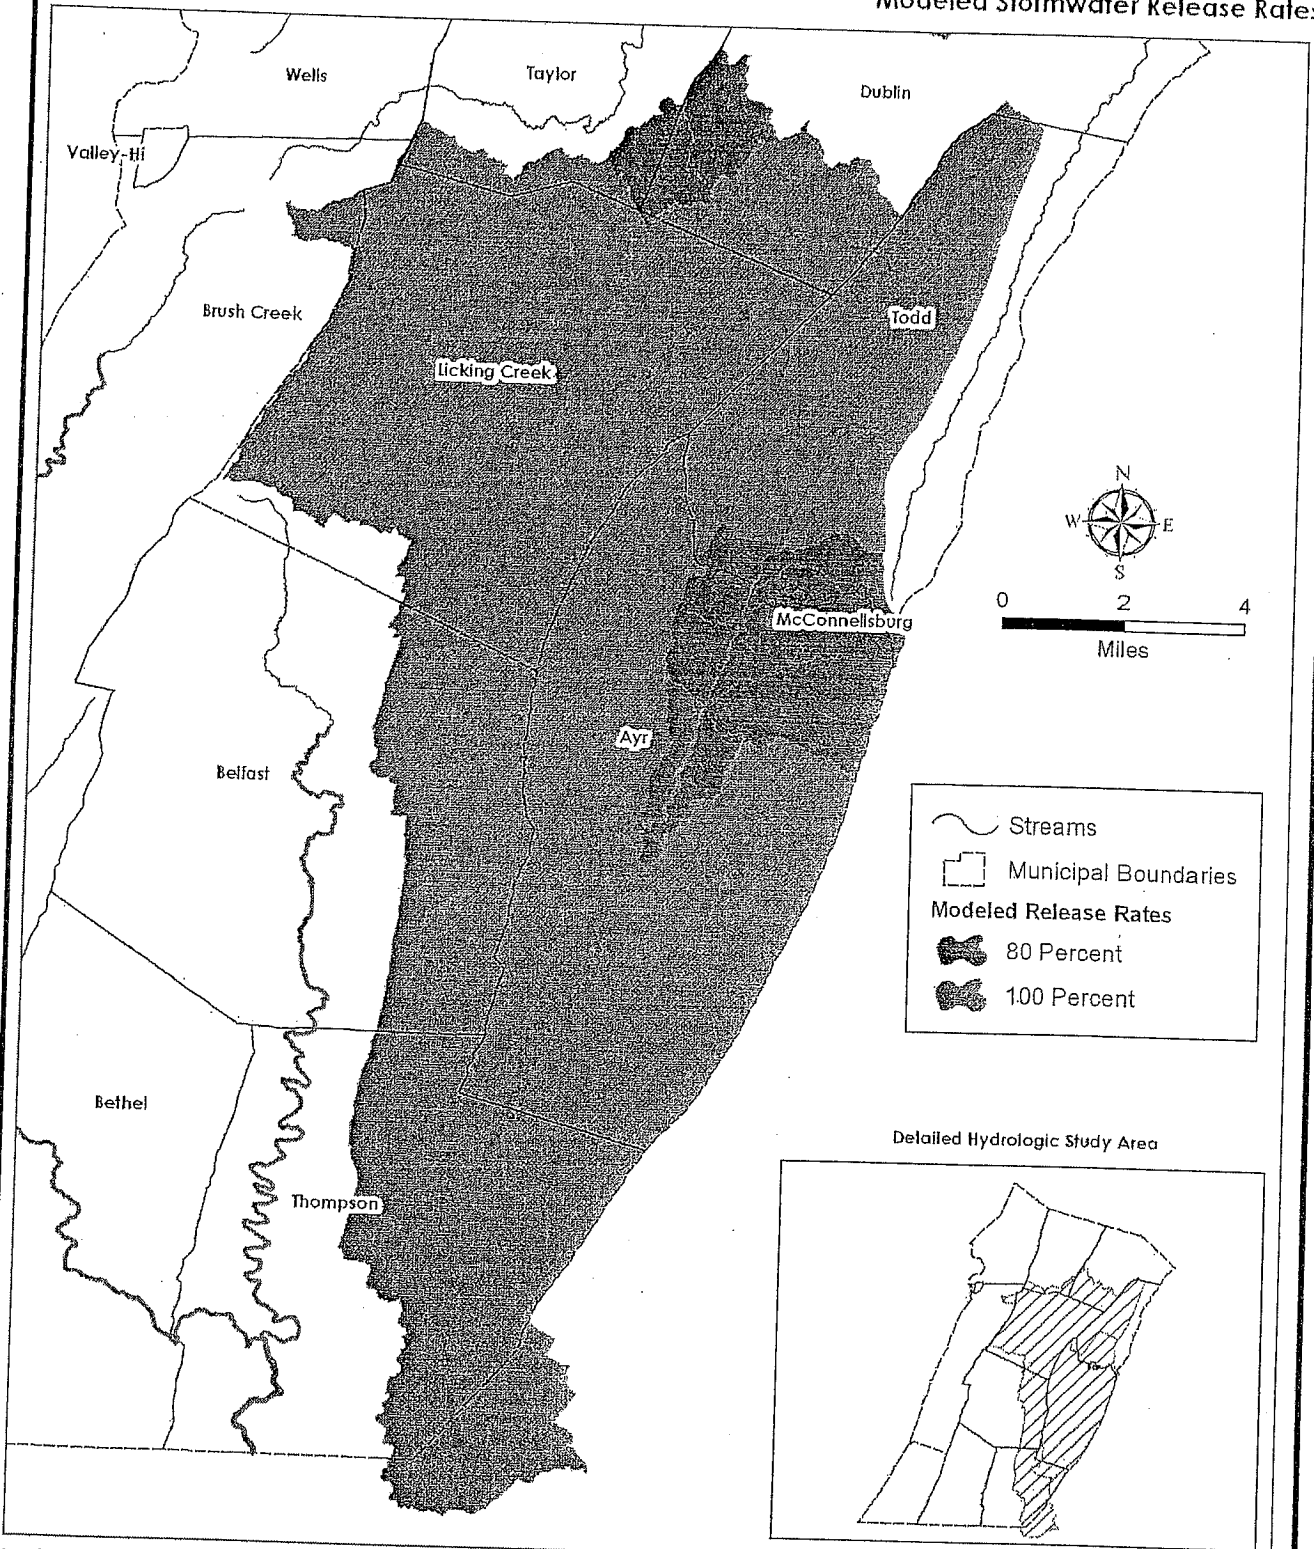 Modeled Stormwater Release Rates
Wells
Taylor
Dublin
Valley-Hi
Brush Creek
Todd
Licking Creek
N
W
E
S
McConnellsburg
0 2 4
Miles
Ayr
Belfast
Streams
Municipal Boundaries
Modeled Release Rates
80 Percent
100 Percent
Bethel
Detailed Hydrologic Study Area
Thompson